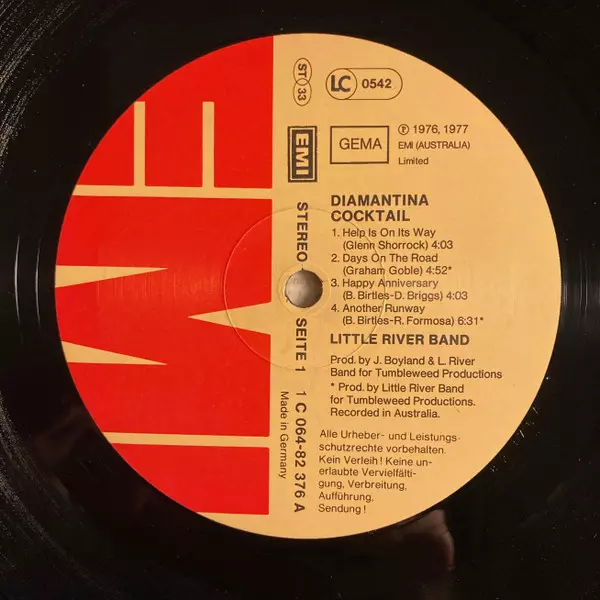 EMI
ST 33
LC 0542
EMI
GEMA
℗ 1976, 1977
EMI (AUSTRALIA)
Limited
DIAMANTINA
COCKTAIL
1. Help Is On Its Way
(Glenn Shorrock) 4:03
2. Days On The Road
(Graham Goble) 4:52*
3. Happy Anniversary
(B. Birtles-D. Briggs) 4:03
4. Another Runway
(B. Birtles-R. Formosa) 6:31*
LITTLE RIVER BAND
Prod. by J. Boyland & L. River
Band for Tumbleweed Productions
* Prod. by Little River Band
for Tumbleweed Productions.
Recorded in Australia.
Alle Urheber- und Leistungs-
schutzrechte vorbehalten.
Kein Verleih! Keine un-
erlaubte Vervielfälti-
gung, Verbreitung,
Aufführung,
Sendung!
STEREO SEITE 1 1 C 064-82 376 A
Made in Germany